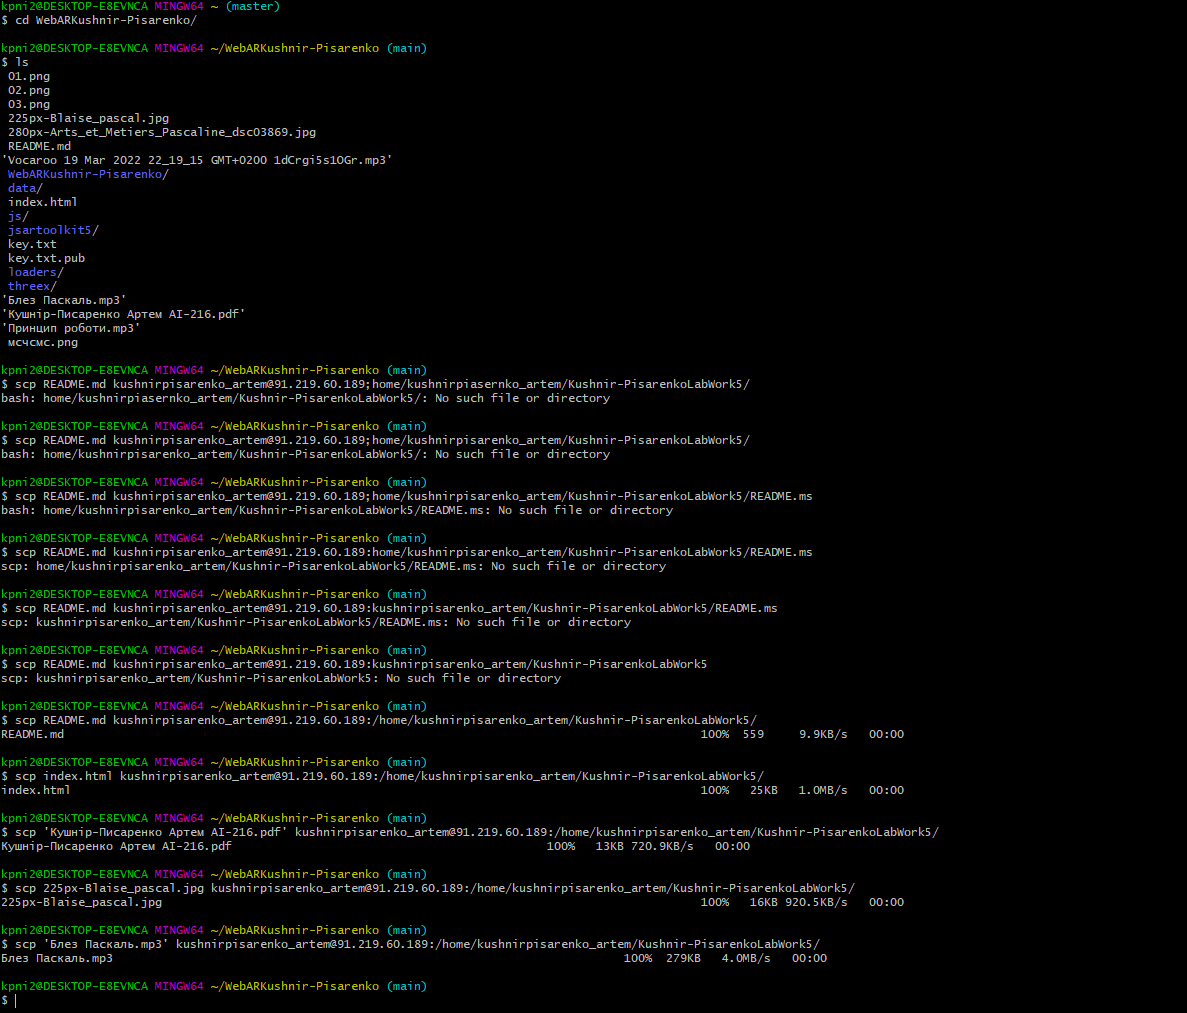 kpni2@DESKTOP-E8EVNCA MINGW64 ~ (master)
$ cd WebARKushnir-Pisarenko/
kpni2@DESKTOP-E8EVNCA MINGW64 ~/WebARKushnir-Pisarenko (main)
$ ls
01.png
02.png
03.png
225px-Blaise_pascal.jpg
280px-Arts_et_Metiers_Pascaline_dsc03869.jpg
README.md
'Vocaroo 19 Mar 2022 22_19_15 GMT+0200 1dCrgi5s1OGr.mp3'
WebARKushnir-Pisarenko/
data/
index.html
js/
jsartoolkit5/
key.txt
key.txt.pub
loaders/
threex/
'Блез Паскаль.mp3'
'Кушнір-Писаренко Артем АІ-216.pdf'
'Принцип роботи.mp3'
мсчсмс.png
kpni2@DESKTOP-E8EVNCA MINGW64 ~/WebARKushnir-Pisarenko (main)
$ scp README.md kushnirpisarenko_artem@91.219.60.189;home/kushnirpiasernko_artem/Kushnir-PisarenkoLabWork5/
bash: home/kushnirpiasernko_artem/Kushnir-PisarenkoLabWork5/: No such file or directory
kpni2@DESKTOP-E8EVNCA MINGW64 ~/WebARKushnir-Pisarenko (main)
$ scp README.md kushnirpisarenko_artem@91.219.60.189;home/kushnirpisarenko_artem/Kushnir-PisarenkoLabWork5/
bash: home/kushnirpisarenko_artem/Kushnir-PisarenkoLabWork5/: No such file or directory
kpni2@DESKTOP-E8EVNCA MINGW64 ~/WebARKushnir-Pisarenko (main)
$ scp README.md kushnirpisarenko_artem@91.219.60.189;home/kushnirpisarenko_artem/Kushnir-PisarenkoLabWork5/README.ms
bash: home/kushnirpisarenko_artem/Kushnir-PisarenkoLabWork5/README.ms: No such file or directory
kpni2@DESKTOP-E8EVNCA MINGW64 ~/WebARKushnir-Pisarenko (main)
$ scp README.md kushnirpisarenko_artem@91.219.60.189:home/kushnirpisarenko_artem/Kushnir-PisarenkoLabWork5/README.ms
scp: home/kushnirpisarenko_artem/Kushnir-PisarenkoLabWork5/README.ms: No such file or directory
kpni2@DESKTOP-E8EVNCA MINGW64 ~/WebARKushnir-Pisarenko (main)
$ scp README.md kushnirpisarenko_artem@91.219.60.189:kushnirpisarenko_artem/Kushnir-PisarenkoLabWork5/README.ms
scp: kushnirpisarenko_artem/Kushnir-PisarenkoLabWork5/README.ms: No such file or directory
kpni2@DESKTOP-E8EVNCA MINGW64 ~/WebARKushnir-Pisarenko (main)
$ scp README.md kushnirpisarenko_artem@91.219.60.189:kushnirpisarenko_artem/Kushnir-PisarenkoLabWork5
scp: kushnirpisarenko_artem/Kushnir-PisarenkoLabWork5: No such file or directory
kpni2@DESKTOP-E8EVNCA MINGW64 ~/WebARKushnir-Pisarenko (main)
$ scp README.md kushnirpisarenko_artem@91.219.60.189:/home/kushnirpisarenko_artem/Kushnir-PisarenkoLabWork5/
README.md 100% 559 9.9KB/s 00:00
kpni2@DESKTOP-E8EVNCA MINGW64 ~/WebARKushnir-Pisarenko (main)
$ scp index.html kushnirpisarenko_artem@91.219.60.189:/home/kushnirpisarenko_artem/Kushnir-PisarenkoLabWork5/
index.html 100% 25KB 1.0MB/s 00:00
kpni2@DESKTOP-E8EVNCA MINGW64 ~/WebARKushnir-Pisarenko (main)
$ scp 'Кушнір-Писаренко Артем АІ-216.pdf' kushnirpisarenko_artem@91.219.60.189:/home/kushnirpisarenko_artem/Kushnir-PisarenkoLabWork5/
Кушнір-Писаренко Артем АІ-216.pdf 100% 13KB 720.9KB/s 00:00
kpni2@DESKTOP-E8EVNCA MINGW64 ~/WebARKushnir-Pisarenko (main)
$ scp 225px-Blaise_pascal.jpg kushnirpisarenko_artem@91.219.60.189:/home/kushnirpisarenko_artem/Kushnir-PisarenkoLabWork5/
225px-Blaise_pascal.jpg 100% 16KB 920.5KB/s 00:00
kpni2@DESKTOP-E8EVNCA MINGW64 ~/WebARKushnir-Pisarenko (main)
$ scp 'Блез Паскаль.mp3' kushnirpisarenko_artem@91.219.60.189:/home/kushnirpisarenko_artem/Kushnir-PisarenkoLabWork5/
Блез Паскаль.mp3 100% 279KB 4.0MB/s 00:00
kpni2@DESKTOP-E8EVNCA MINGW64 ~/WebARKushnir-Pisarenko (main)
$